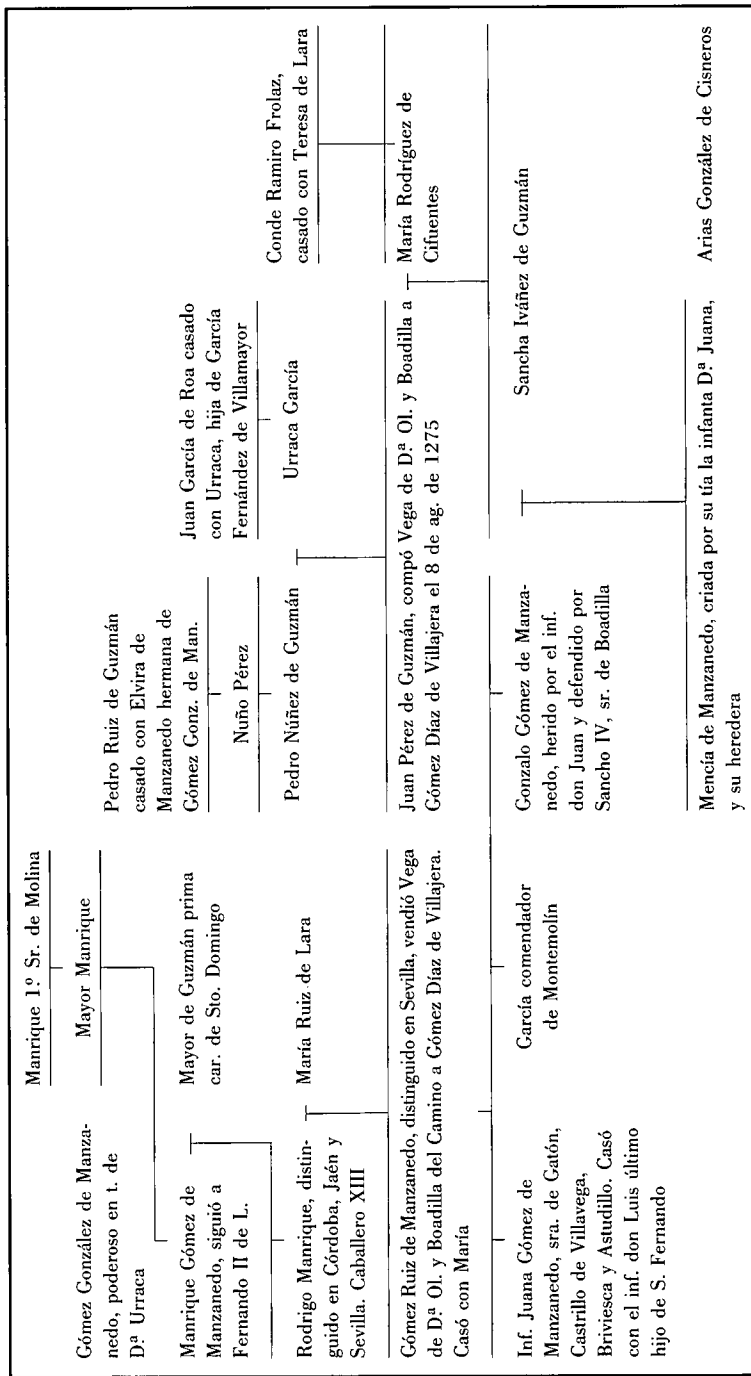 Manrique 1º Sr. de Molina
Gómez González de Manza-
nedo, poderoso en t. de
Dª Urraca
Mayor Manrique
Pedro Ruiz de Guzmán
casado con Elvira de
Manzanedo hermana de
Gómez Gonz. de Man.
Juan García de Roa casado
con Urraca, hija de García
Fernández de Villamayor
Conde Ramiro Frolaz,
casado con Teresa de Lara
Manrique Gómez de
Manzanedo, siguió a
Fernando II de L.
Mayor de Guzmán prima
car. de Sto. Domingo
Nuño Pérez
Rodrigo Manrique, distin-
guido en Córdoba, Jaén y
Sevilla. Caballero XIII
María Ruiz de Lara
Pedro Núñez de Guzmán
Urraca García
María Rodríguez de
Cifuentes
Gómez Ruiz de Manzanedo, distinguido en Sevilla, vendió Vega
de Dª Ol. y Boadilla del Camino a Gómez Díaz de Villajera.
Casó con María
Juan Pérez de Guzmán, compó Vega de Dª Ol. y Boadilla a
Gómez Díaz de Villajera el 8 de ag. de 1275
Inf. Juana Gómez de
Manzanedo, sra. de Gatón,
Castrillo de Villavega,
Briviesca y Astudillo. Casó
con el inf. don Luis último
hijo de S. Fernando
García comendador
de Montemolín
Gonzalo Gómez de Manza-
nedo, herido por el inf.
don Juan y defendido por
Sancho IV, sr. de Boadilla
Sancha Iváñez de Guzmán
Mencía de Manzanedo, criada por su tía la infanta Dª Juana,
y su heredera
Arias González de Cisneros